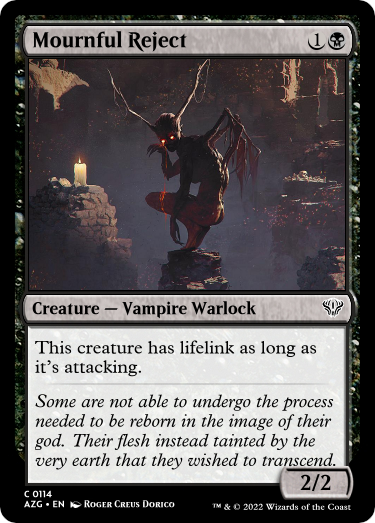 Mournful Reject 1
Creature — Vampire Warlock
This creature has lifelink as long as
it's attacking.
Some are not able to undergo the process
needed to be reborn in the image of their
god. Their flesh instead tainted by the
very earth that they wished to transcend.
2/2
C 0114
AZG • EN Roger Creus Dorico
™ & © 2022 Wizards of the Coast